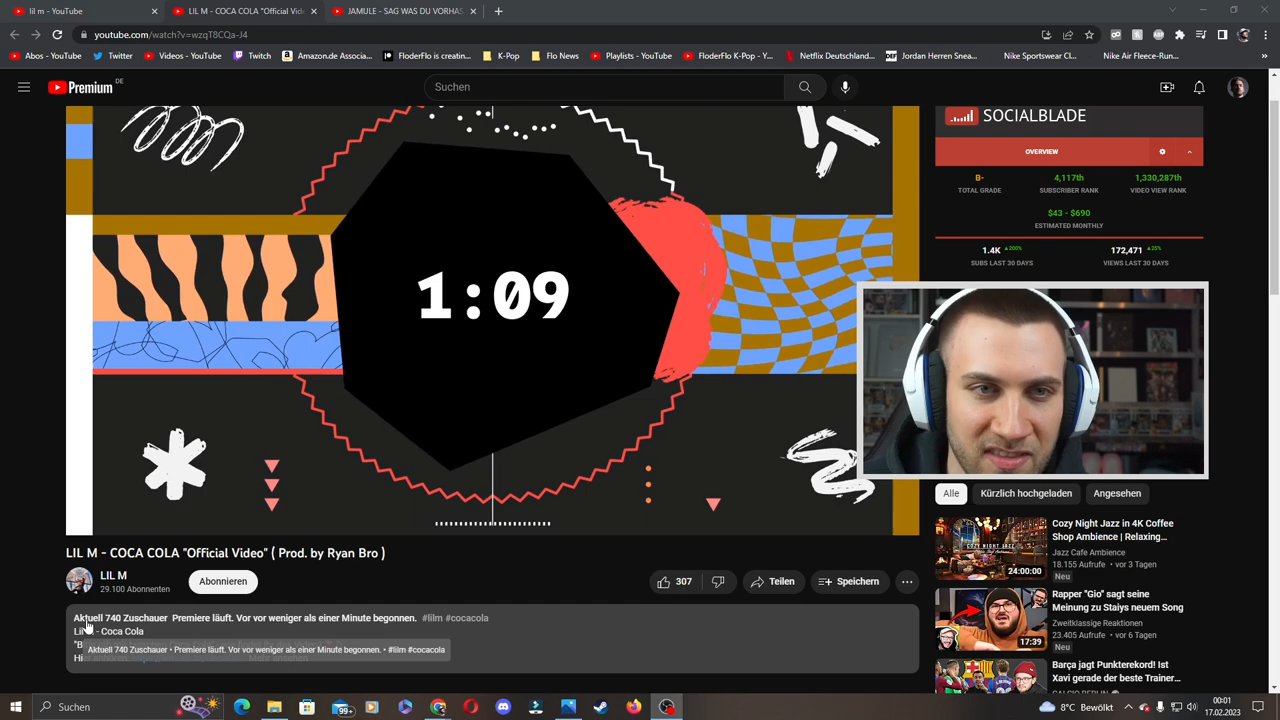 lil m - YouTube
LIL M - COCA COLA "Official Vide
JAMULE - SAG WAS DU VORHAS
youtube.com/watch?v=wzqT8CQa-J4
Abos - YouTube
Twitter
Videos - YouTube
Twitch
Amazon.de Associate...
FloderFlo is creatin...
K-Pop
Flo News
Playlists - YouTube
FloderFlo K-Pop - Y...
Netflix Deutschland...
Jordan Herren Snea...
Nike Sportswear Cl...
Nike Air Fleece-Run...
Premium DE
Suchen
SOCIALBLADE
OVERVIEW
B-
TOTAL GRADE
4,117th
SUBSCRIBER RANK
1,330,287th
VIDEO VIEW RANK
$43 - $690
ESTIMATED MONTHLY
1.4K ▲200%
SUBS LAST 30 DAYS
172,471 ▲25%
VIEWS LAST 30 DAYS
1:09
LIL M - COCA COLA "Official Video" ( Prod. by Ryan Bro )
LIL M
29.100 Abonnenten
Abonnieren
307
Teilen
Speichern
Aktuell 740 Zuschauer Premiere läuft. Vor vor weniger als einer Minute begonnen. #lilm #cocacola
- Coca Cola
Aktuell 740 Zuschauer • Premiere läuft. Vor vor weniger als einer Minute begonnen. • #lilm #cocacola
Alle
Kürzlich hochgeladen
Angesehen
Cozy Night Jazz in 4K Coffee
Shop Ambience | Relaxing...
Jazz Cafe Ambience
18.155 Aufrufe • vor 3 Tagen
Neu
24:00:00
Rapper "Gio" sagt seine
Meinung zu Staiys neuem Song
Zweitklassige Reaktionen
23.405 Aufrufe • vor 6 Tagen
Neu
17:39
Barça jagt Punkterekord! Ist
Xavi gerade der beste Trainer...
Suchen
99+
8°C Bewölkt
00:01
17.02.2023